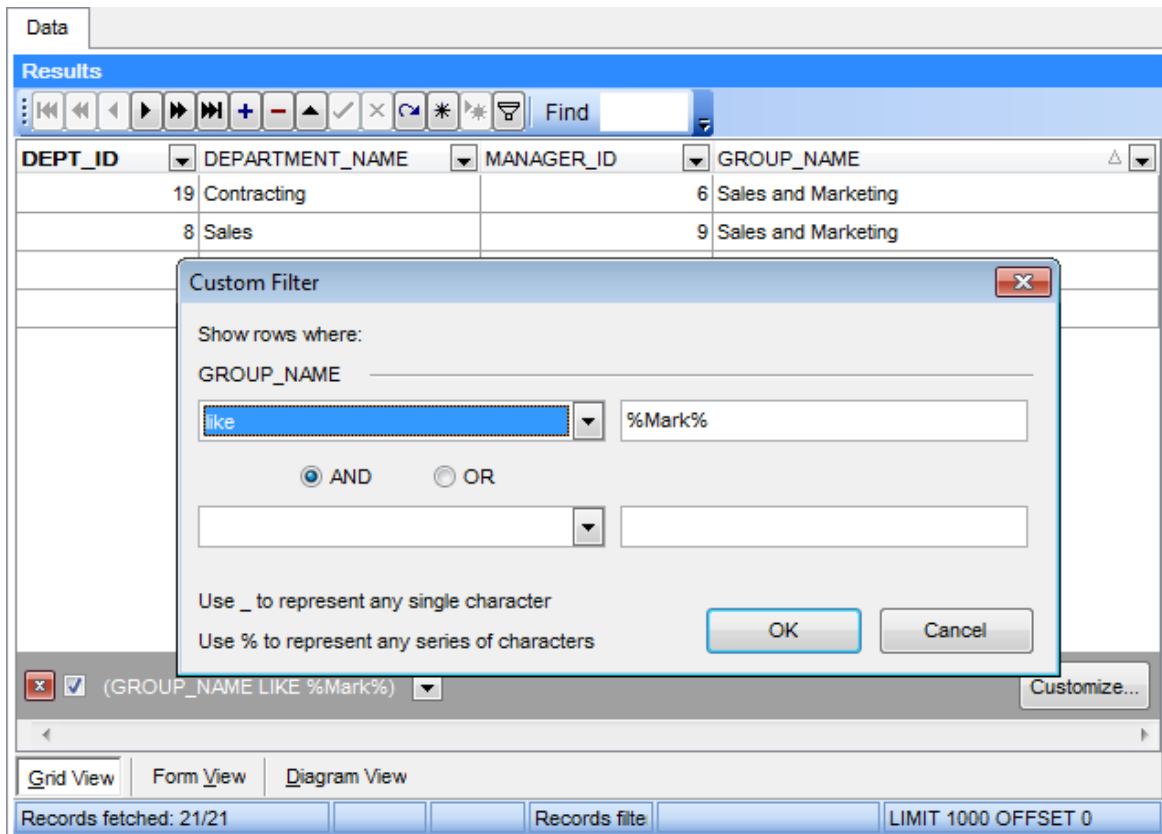 Data
Results
Find
DEPT_ID DEPARTMENT_NAME MANAGER_ID GROUP_NAME
19 Contracting 6 Sales and Marketing
8 Sales 9 Sales and Marketing
Custom Filter
Show rows where:
GROUP_NAME
like %Mark%
AND OR
Use _ to represent any single character
Use % to represent any series of characters
OK Cancel
(GROUP_NAME LIKE %Mark%) Customize...
Grid View Form View Diagram View
Records fetched: 21/21 Records filte LIMIT 1000 OFFSET 0